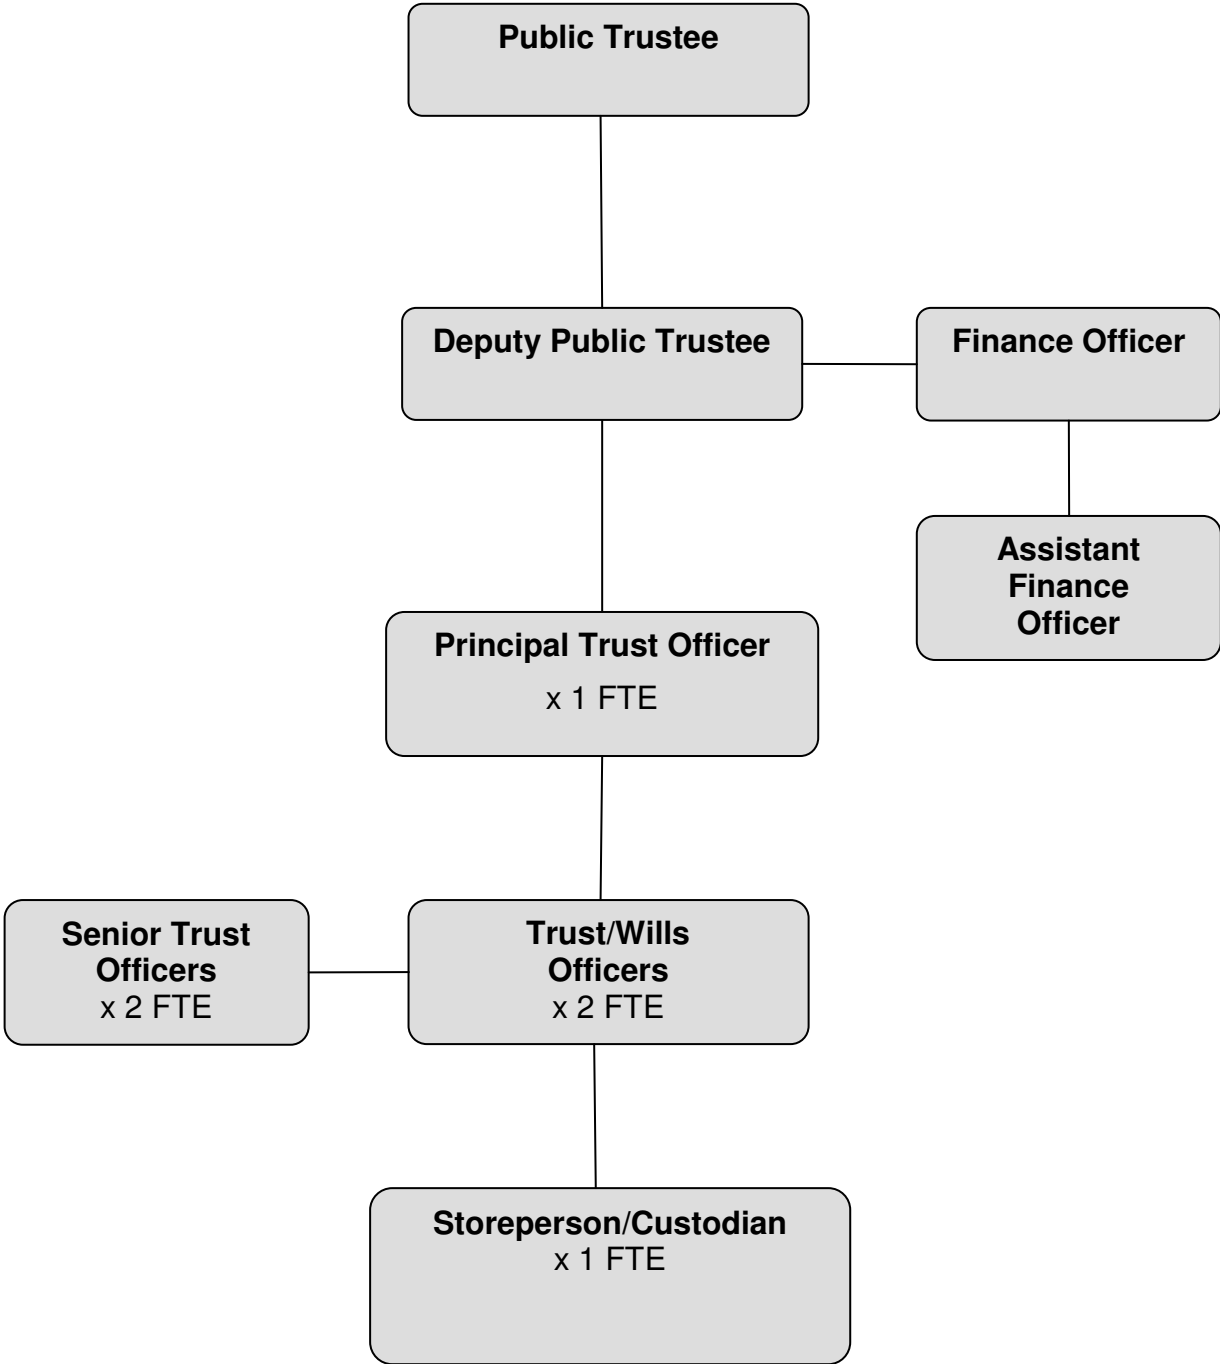 Public Trustee
Deputy Public Trustee
Finance Officer
Assistant
Finance
Officer
Principal Trust Officer
x 1 FTE
Senior Trust
Officers
x 2 FTE
Trust/Wills
Officers
x 2 FTE
Storeperson/Custodian
x 1 FTE